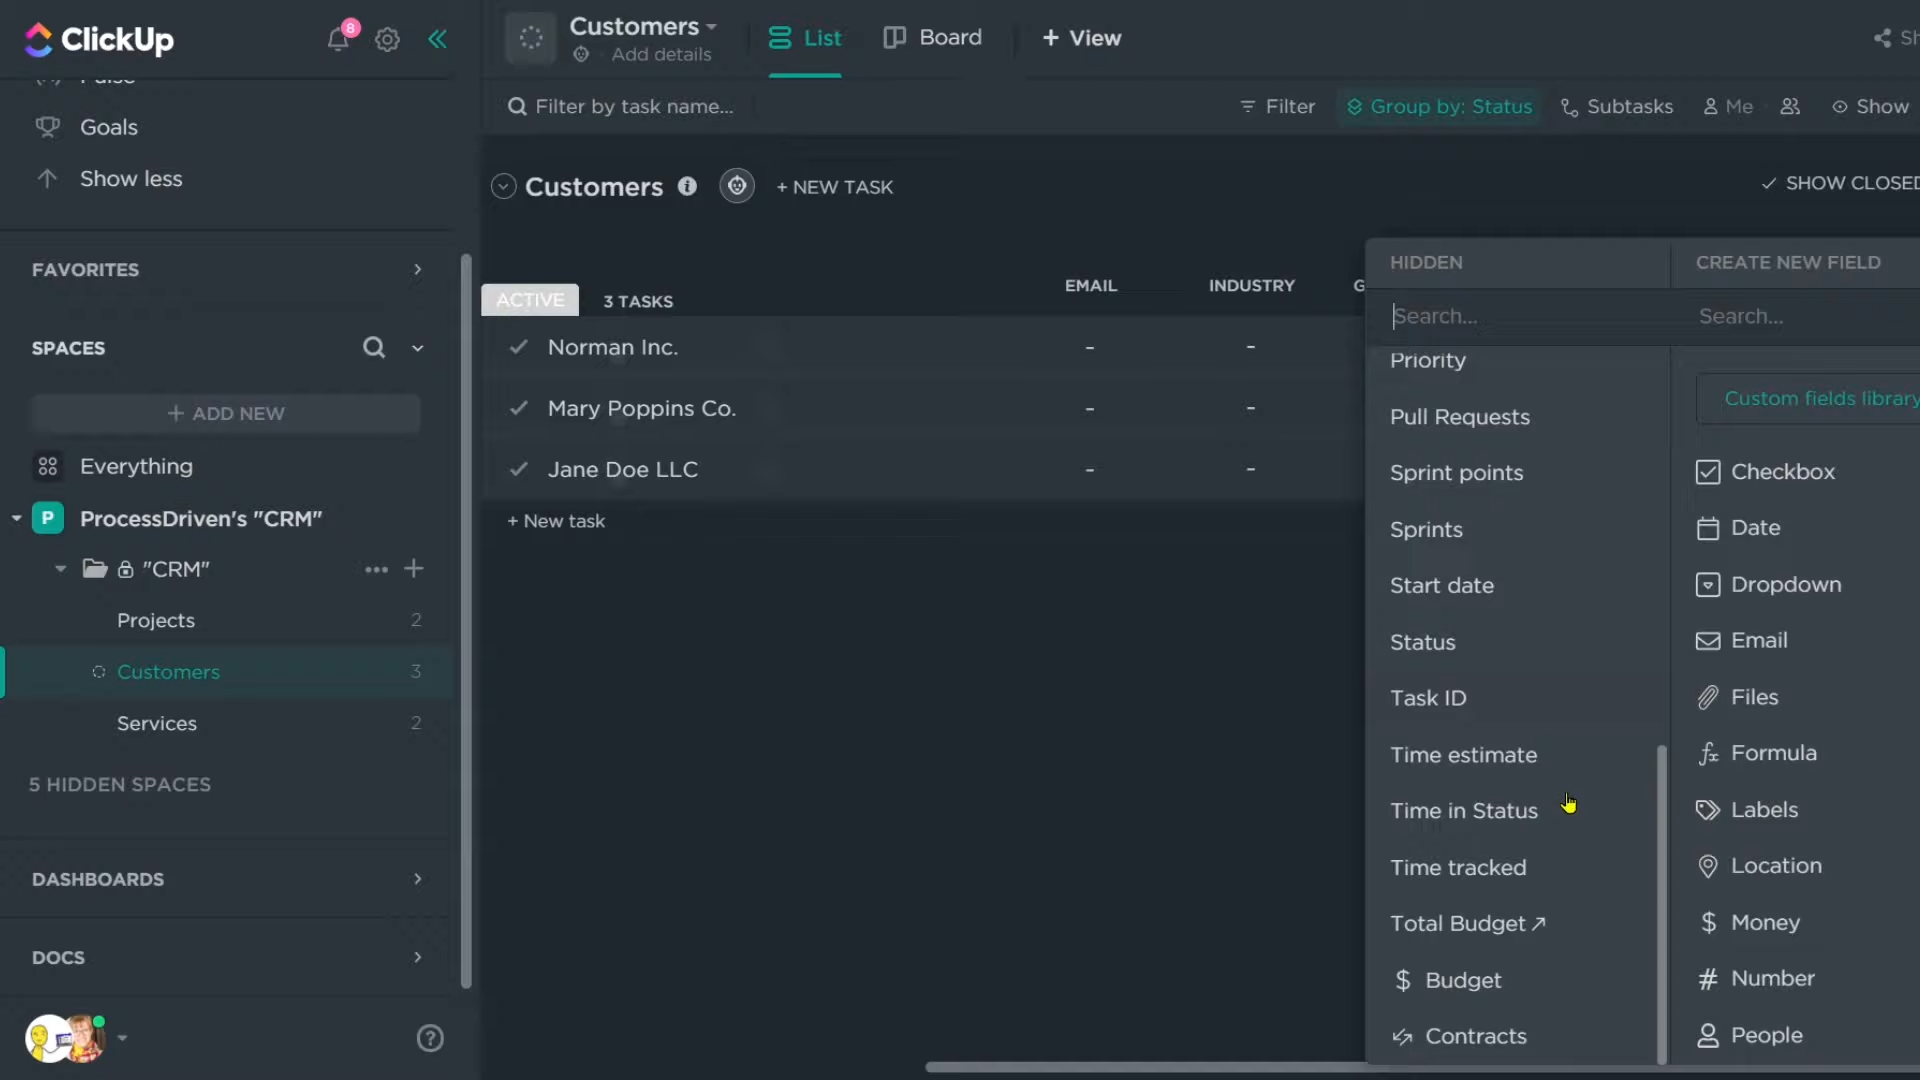 ClickUp
8
Pulse
Goals
Show less
FAVORITES
SPACES
+ ADD NEW
Everything
P ProcessDriven's "CRM"
"CRM"
Projects 2
Customers 3
Services 2
5 HIDDEN SPACES
DASHBOARDS
DOCS
Customers
Add details
List
Board
+ View
Filter by task name...
Filter
Group by: Status
Subtasks
Me
Show
Customers
+ NEW TASK
SHOW CLOSED
ACTIVE
3 TASKS
EMAIL
INDUSTRY
Norman Inc. - -
Mary Poppins Co. - -
Jane Doe LLC - -
+ New task
HIDDEN
Search...
Priority
Pull Requests
Sprint points
Sprints
Start date
Status
Task ID
Time estimate
Time in Status
Time tracked
Total Budget ↗
$ Budget
Contracts
CREATE NEW FIELD
Search...
Custom fields library
Checkbox
Date
Dropdown
Email
Files
fx Formula
Labels
Location
$ Money
# Number
People